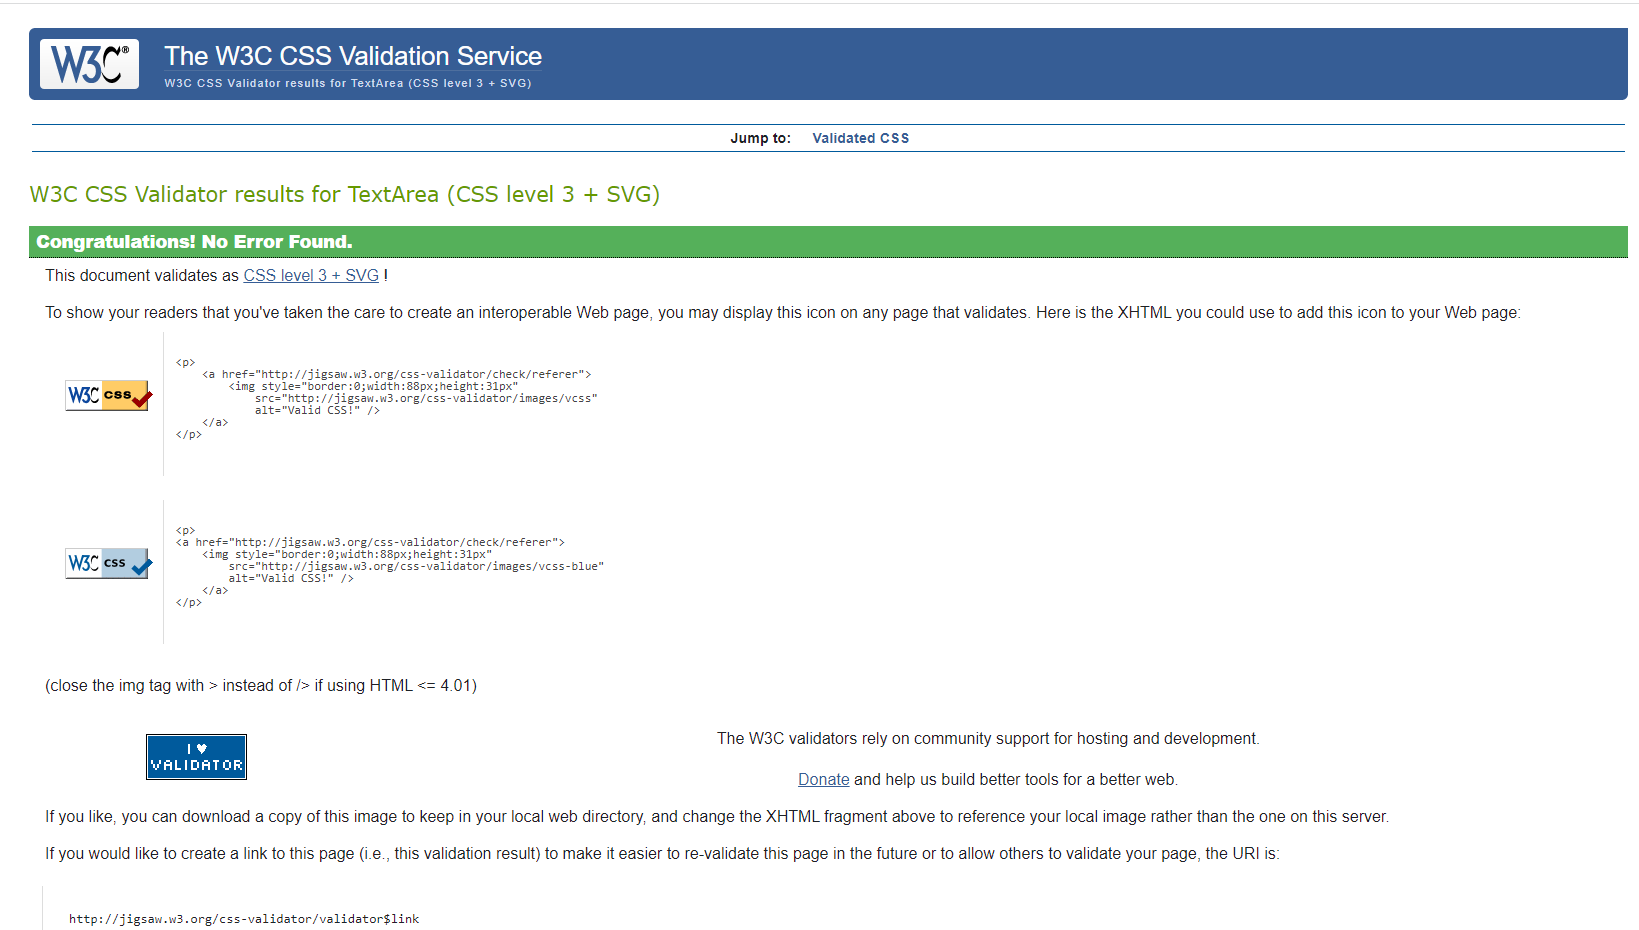 W3C®
The W3C CSS Validation Service
W3C CSS Validator results for TextArea (CSS level 3 + SVG)
Jump to: Validated CSS
W3C CSS Validator results for TextArea (CSS level 3 + SVG)
Congratulations! No Error Found.
This document validates as CSS level 3 + SVG !
To show your readers that you've taken the care to create an interoperable Web page, you may display this icon on any page that validates. Here is the XHTML you could use to add this icon to your Web page:
W3C css
<p>
<a href="http://jigsaw.w3.org/css-validator/check/referer">
<img style="border:0;width:88px;height:31px"
src="http://jigsaw.w3.org/css-validator/images/vcss"
alt="Valid CSS!" />
</a>
</p>
W3C css
<p>
<a href="http://jigsaw.w3.org/css-validator/check/referer">
<img style="border:0;width:88px;height:31px"
src="http://jigsaw.w3.org/css-validator/images/vcss-blue"
alt="Valid CSS!" />
</a>
</p>
(close the img tag with > instead of /> if using HTML <= 4.01)
I ♥
VALIDATOR
The W3C validators rely on community support for hosting and development.
Donate and help us build better tools for a better web.
If you like, you can download a copy of this image to keep in your local web directory, and change the XHTML fragment above to reference your local image rather than the one on this server.
If you would like to create a link to this page (i.e., this validation result) to make it easier to re-validate this page in the future or to allow others to validate your page, the URI is:
http://jigsaw.w3.org/css-validator/validator$link